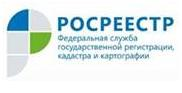 РОСРЕЕСТР
Федеральная служба
государственной регистрации,
кадастра и картографии